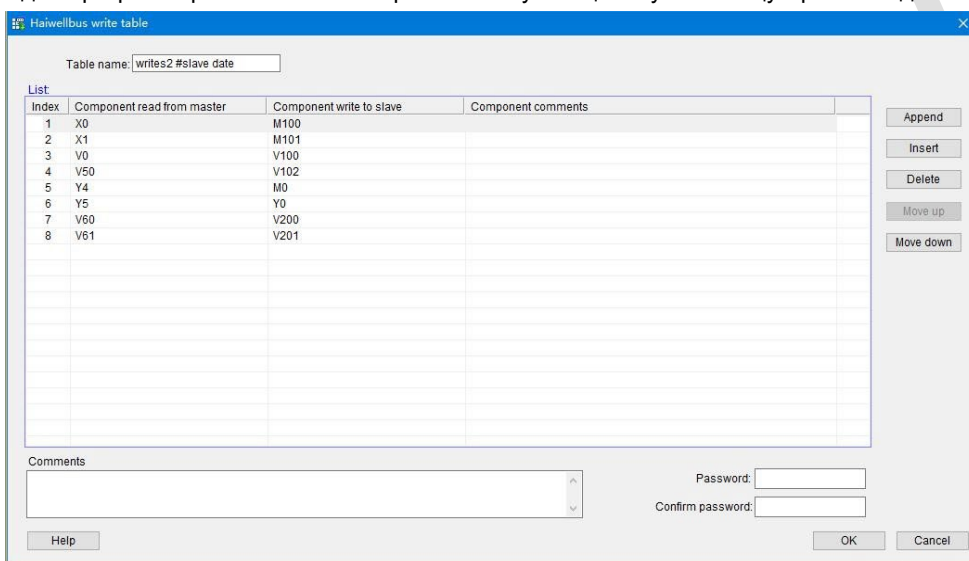 Haiwellbus write table
Table name: writes2 #slave date
List:
Index Component read from master Component write to slave Component comments
1 X0 M100
2 X1 M101
3 V0 V100
4 V50 V102
5 Y4 M0
6 Y5 Y0
7 V60 V200
8 V61 V201
Append
Insert
Delete
Move up
Move down
Comments
Password:
Confirm password:
Help OK Cancel